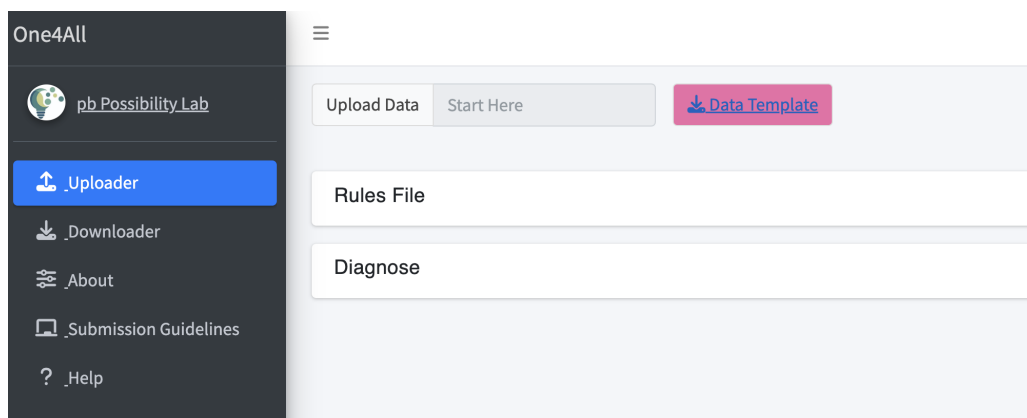 One4All
pb Possibility Lab
Uploader
Downloader
About
Submission Guidelines
? Help
Upload Data Start Here Data Template
Rules File
Diagnose